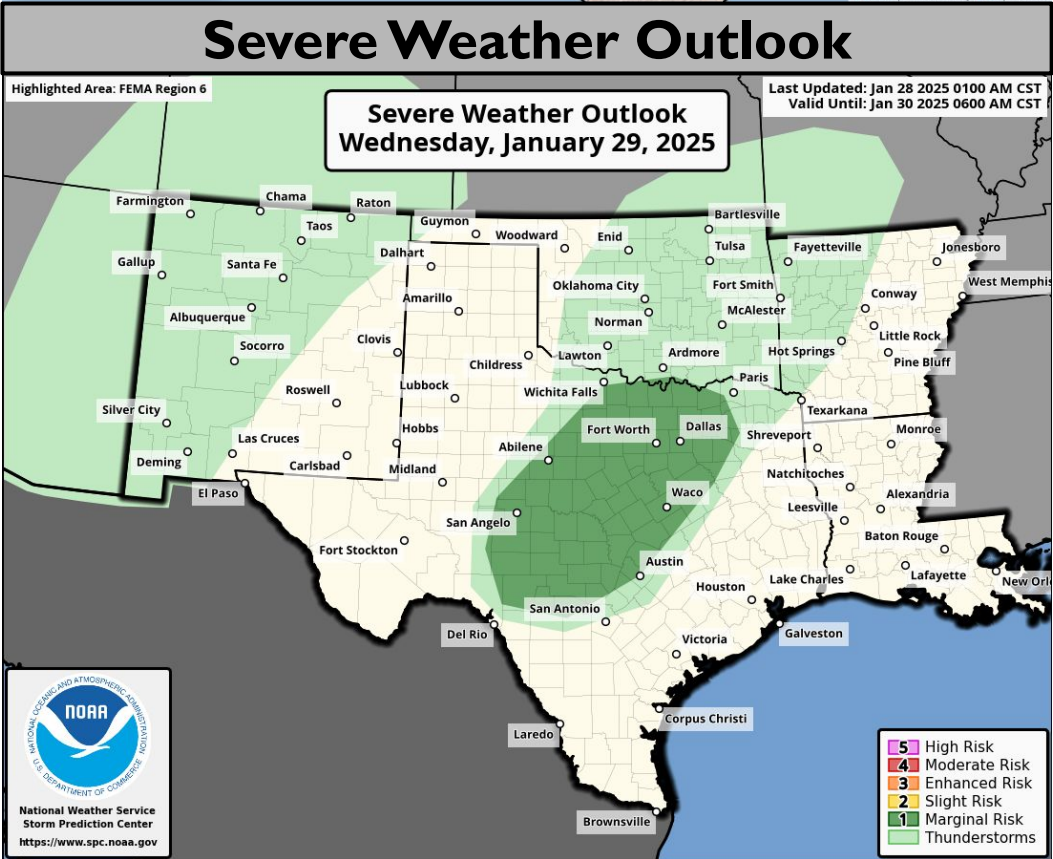 Severe Weather Outlook
Highlighted Area: FEMA Region 6
Last Updated: Jan 28 2025 0100 AM CST
Valid Until: Jan 30 2025 0600 AM CST
Severe Weather Outlook
Wednesday, January 29, 2025
Farmington
Chama
Raton
Taos
Guymon
Woodward
Enid
Bartlesville
Tulsa
Fayetteville
Jonesboro
Gallup
Santa Fe
Dalhart
Oklahoma City
Fort Smith
West Memphis
Albuquerque
Amarillo
Norman
McAlester
Conway
Socorro
Clovis
Childress
Lawton
Ardmore
Hot Springs
Little Rock
Pine Bluff
Roswell
Lubbock
Wichita Falls
Paris
Texarkana
Silver City
Las Cruces
Hobbs
Abilene
Fort Worth
Dallas
Shreveport
Monroe
Deming
Carlsbad
Midland
Natchitoches
El Paso
San Angelo
Waco
Leesville
Alexandria
Fort Stockton
Baton Rouge
Austin
Houston
Lake Charles
Lafayette
New Orl
Del Rio
San Antonio
Victoria
Galveston
Laredo
Corpus Christi
Brownsville
NATIONAL OCEANIC AND ATMOSPHERIC ADMINISTRATION
NOAA
U.S. DEPARTMENT OF COMMERCE
National Weather Service
Storm Prediction Center
https://www.spc.noaa.gov
5 High Risk
4 Moderate Risk
3 Enhanced Risk
2 Slight Risk
1 Marginal Risk
Thunderstorms